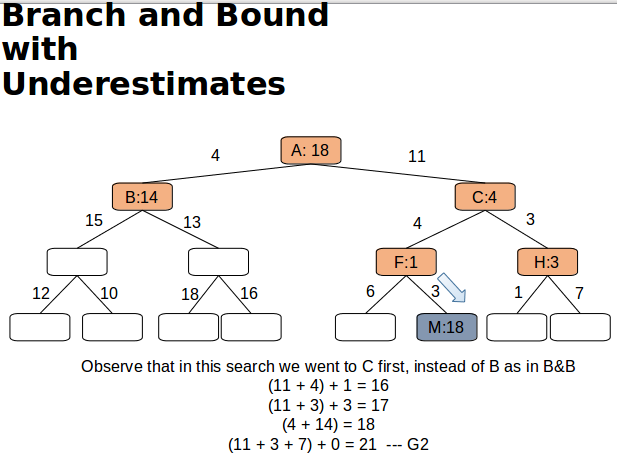 Branch and Bound
with
Underestimates
A: 18
4
11
B:14
C:4
15
13
4
3
F:1
H:3
12
10
18
16
6
3
1
7
M:18
Observe that in this search we went to C first, instead of B as in B&B
(11 + 4) + 1 = 16
(11 + 3) + 3 = 17
(4 + 14) = 18
(11 + 3 + 7) + 0 = 21 --- G2